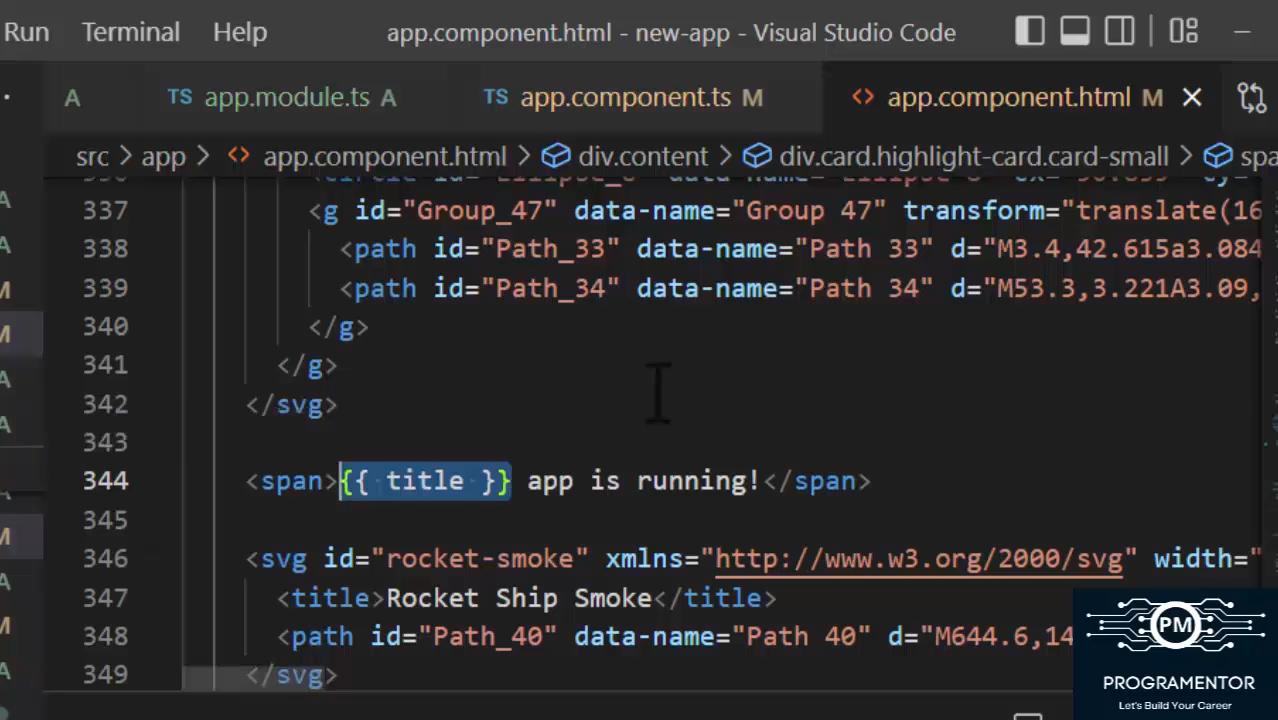 Run Terminal Help app.component.html - new-app - Visual Studio Code
A TS app.module.ts A TS app.component.ts M <> app.component.html M
src > app > <> app.component.html > div.content > div.card.highlight-card.card-small > spa
337 <g id="Group_47" data-name="Group 47" transform="translate(16
338 <path id="Path_33" data-name="Path 33" d="M3.4,42.615a3.084
339 <path id="Path_34" data-name="Path 34" d="M53.3,3.221A3.09,
340 </g>
341 </g>
342 </svg>
343
344 <span>{{ title }} app is running!</span>
345
346 <svg id="rocket-smoke" xmlns="http://www.w3.org/2000/svg" width="
347 <title>Rocket Ship Smoke</title>
348 <path id="Path_40" data-name="Path 40" d="M644.6,14
349 </svg>
PM
PROGRAMENTOR
Let's Build Your Career